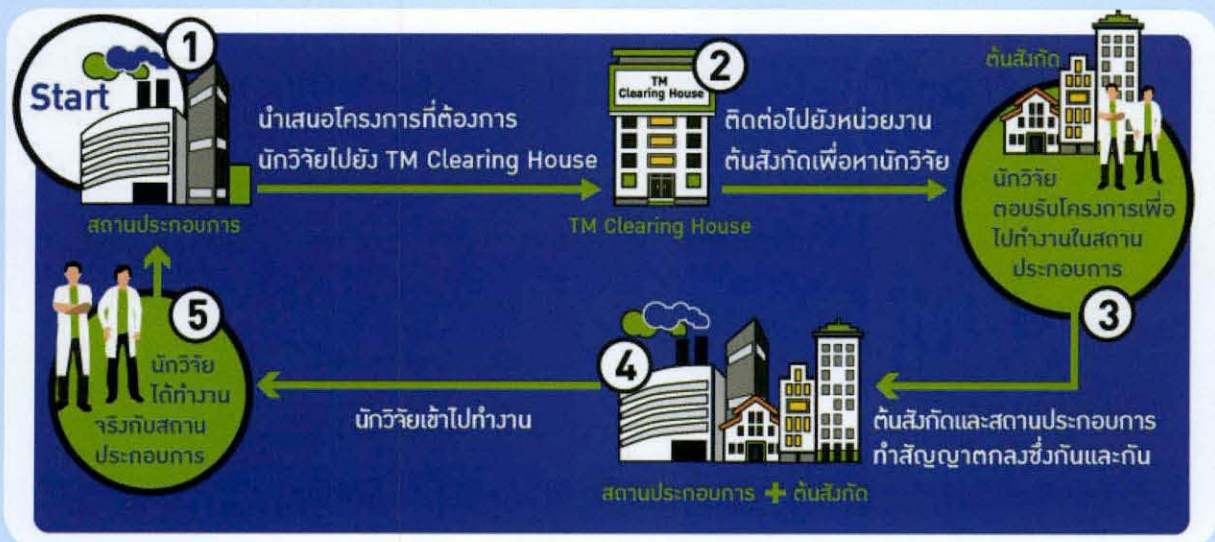 1
Start
สถานประกอบการ
นำเสนอโครงการที่ต้องการ
นักวิจัยไปยัง TM Clearing House
2
TM
Clearing House
TM Clearing House
ติดต่อไปยังหน่วยงาน
ต้นสังกัดเพื่อหานักวิจัย
ต้นสังกัด
นักวิจัย
ตอบรับโครงการเพื่อ
ไปทำงานในสถาน
ประกอบการ
3
ต้นสังกัดและสถานประกอบการ
ทำสัญญาตกลงซึ่งกันและกัน
4
สถานประกอบการ + ต้นสังกัด
นักวิจัยเข้าไปทำงาน
5
นักวิจัย
ได้ทำงาน
จริงกับสถาน
ประกอบการ